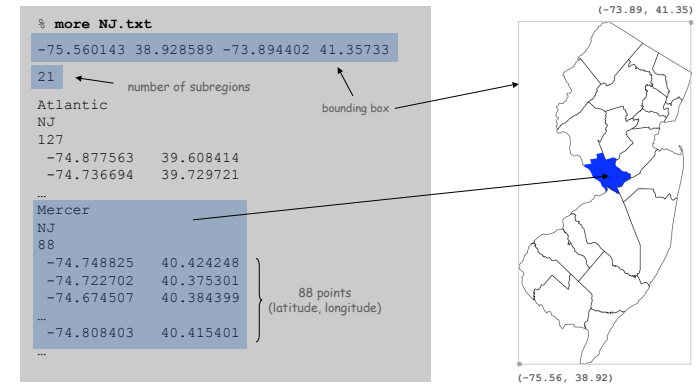 % more NJ.txt
-75.560143 38.928589 -73.894402 41.35733
21
number of subregions
bounding box
Atlantic
NJ
127
-74.877563 39.608414
-74.736694 39.729721
…
Mercer
NJ
88
-74.748825 40.424248
-74.722702 40.375301
-74.674507 40.384399
…
-74.808403 40.415401
…
88 points
(latitude, longitude)
(-73.89, 41.35)
(-75.56, 38.92)